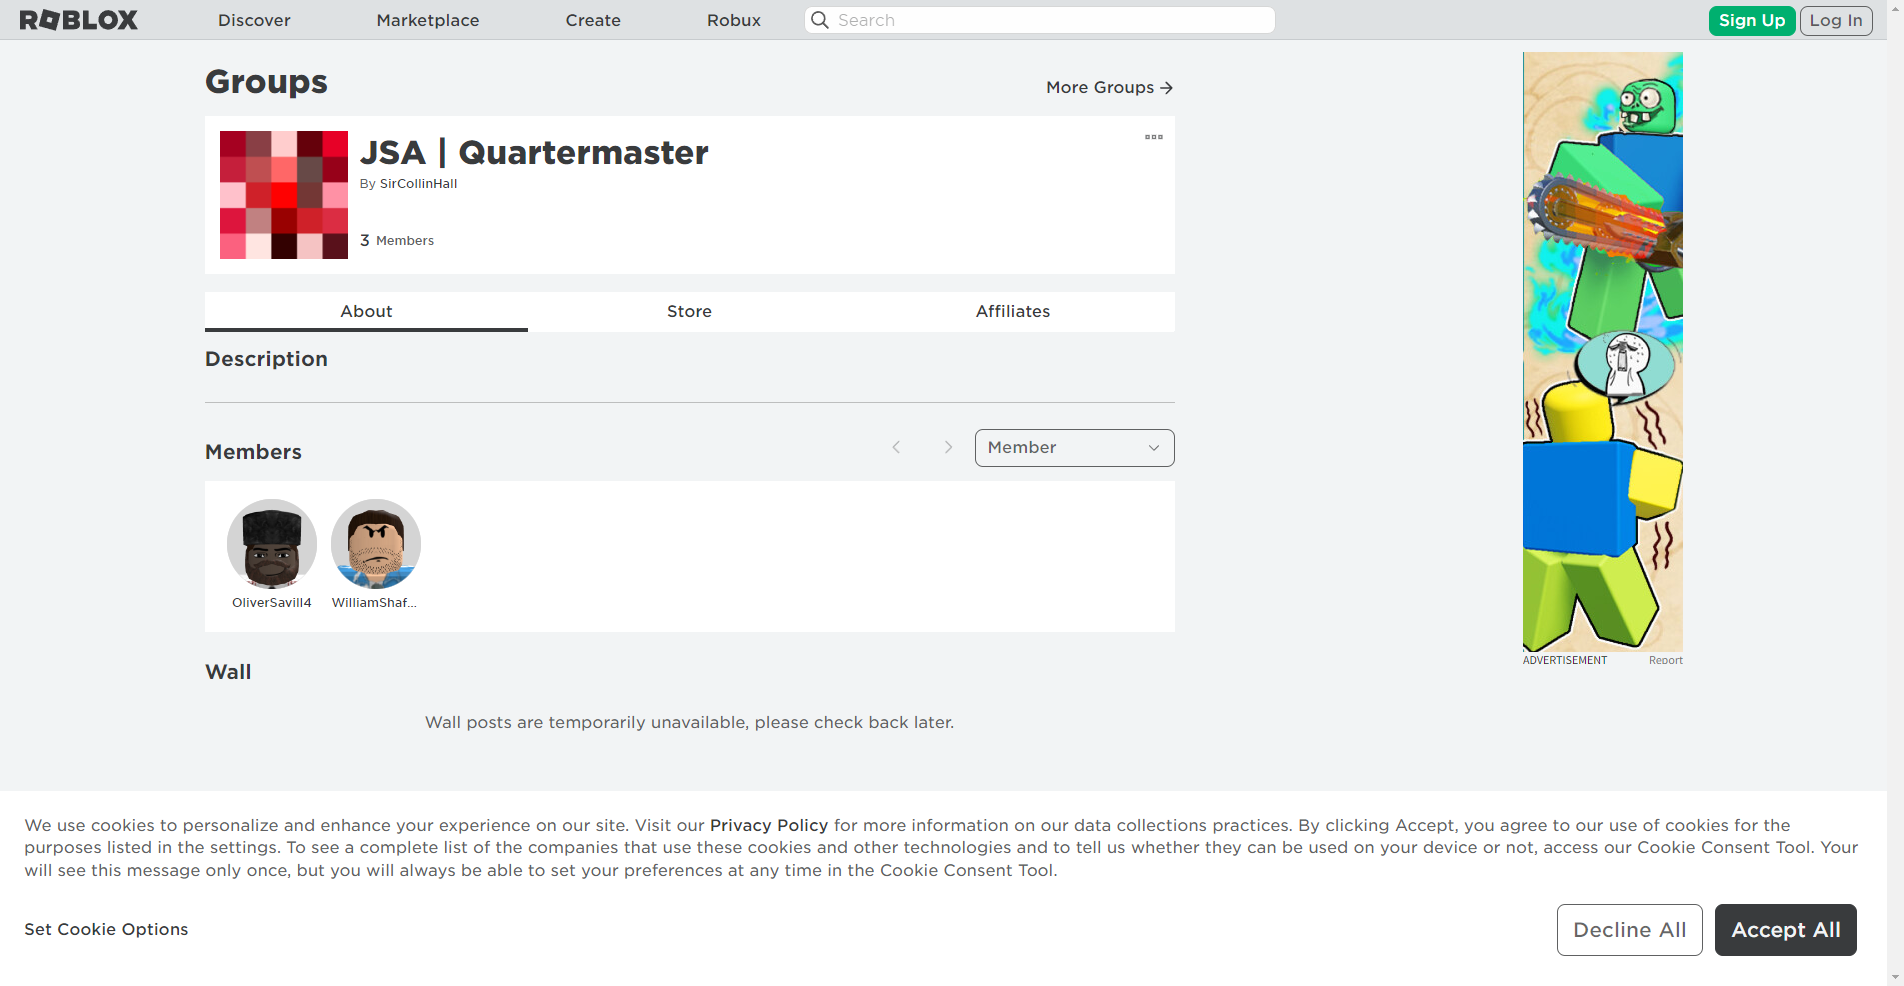 ROBLOX
Discover
Marketplace
Create
Robux
Search
Sign Up
Log In
Groups
More Groups
JSA | Quartermaster
By SirCollinHall
3 Members
About
Store
Affiliates
Description
Members
Member
OliverSavill4
WilliamShaf...
Wall
Wall posts are temporarily unavailable, please check back later.
ADVERTISEMENT
Report
We use cookies to personalize and enhance your experience on our site. Visit our Privacy Policy for more information on our data collections practices. By clicking Accept, you agree to our use of cookies for the
purposes listed in the settings. To see a complete list of the companies that use these cookies and other technologies and to tell us whether they can be used on your device or not, access our Cookie Consent Tool. Your
will see this message only once, but you will always be able to set your preferences at any time in the Cookie Consent Tool.
Set Cookie Options
Decline All
Accept All